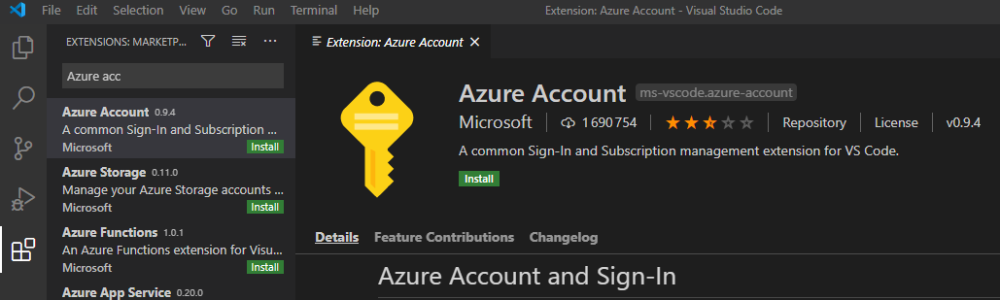 File Edit Selection View Go Run Terminal Help Extension: Azure Account - Visual Studio Code
EXTENSIONS: MARKETP...
Azure acc
Azure Account 0.9.4
A common Sign-In and Subscription ...
Microsoft Install
Azure Storage 0.11.0
Manage your Azure Storage accounts ...
Microsoft Install
Azure Functions 1.0.1
An Azure Functions extension for Visu...
Microsoft Install
Azure App Service 0.20.0
Extension: Azure Account
Azure Account ms-vscode.azure-account
Microsoft 1 690 754 Repository License v0.9.4
A common Sign-In and Subscription management extension for VS Code.
Install
Details Feature Contributions Changelog
Azure Account and Sign-In